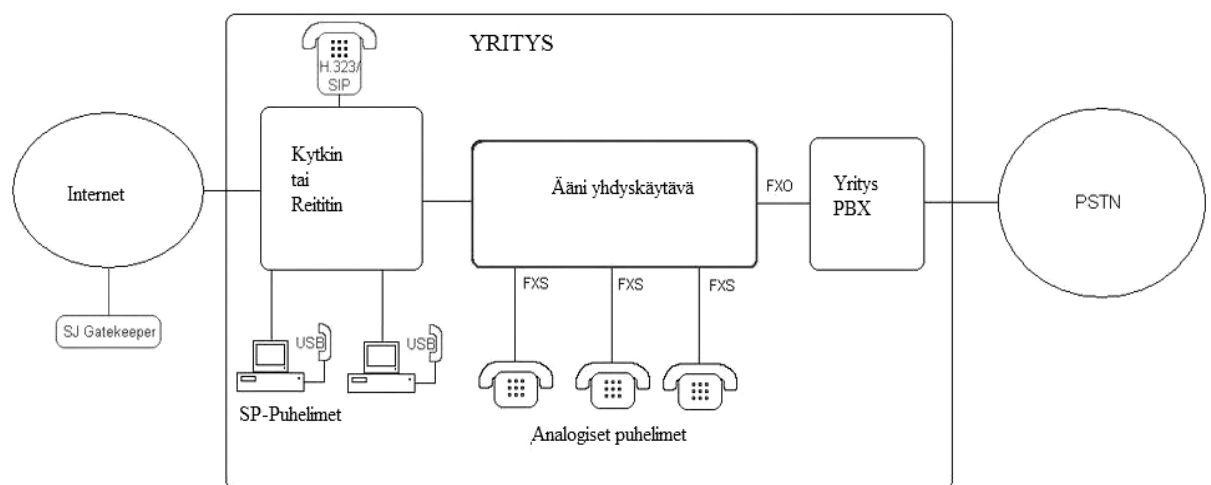 YRITYS
H.323/
SIP
Kytkin
tai
Reititin
Internet
Ääni yhdyskäytävä
FXO
Yritys
PBX
PSTN
SJ Gatekeeper
FXS
FXS
FXS
USB
USB
SP-Puhelimet
Analogiset puhelimet